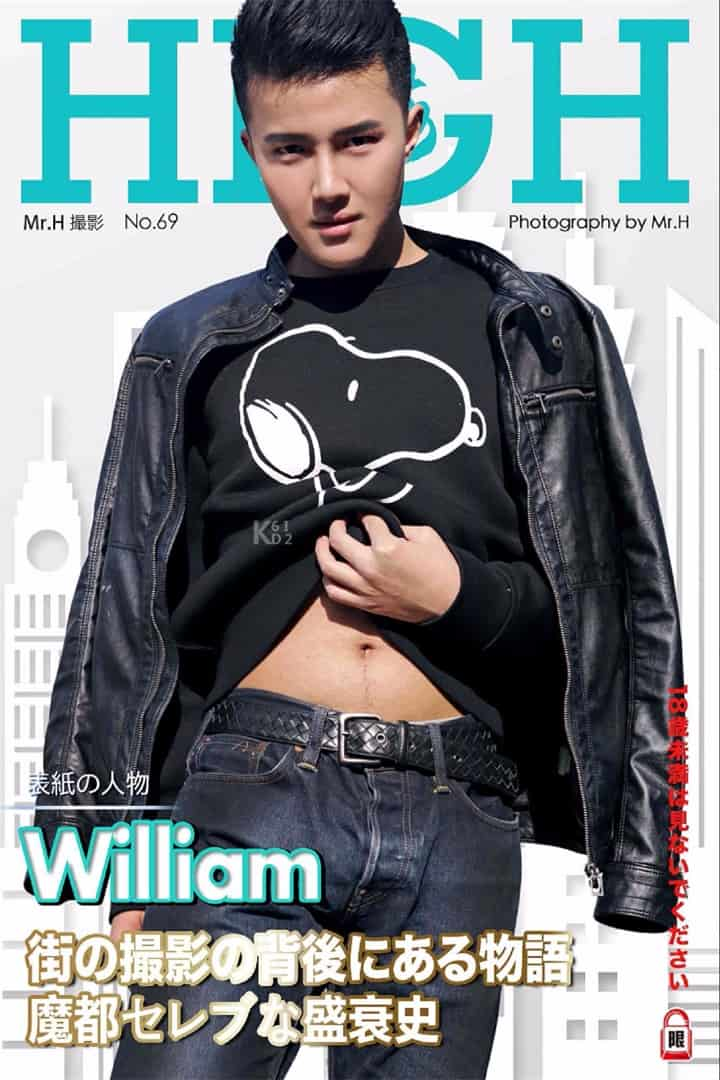 HIGH
Mr.H 撮影 No.69
Photography by Mr.H
K61D2
表紙の人物
William
街の撮影の背後にある物語
魔都セレブな盛衰史
18歳未満は見ないでください
限